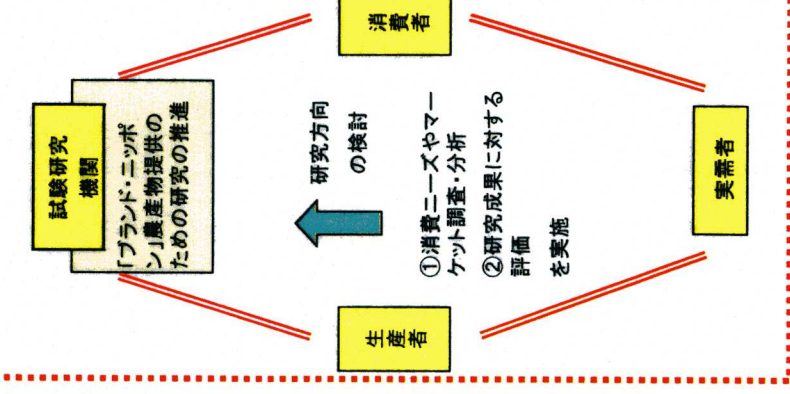 試験研究
機関
「ブランド・ニッポ
ン」農産物提供の
ための研究の推進
研究方向
の検討
消費者
生産者
①消費ニーズやマー
ケット調査・分析
②研究成果に対する
評価
を実施
実需者